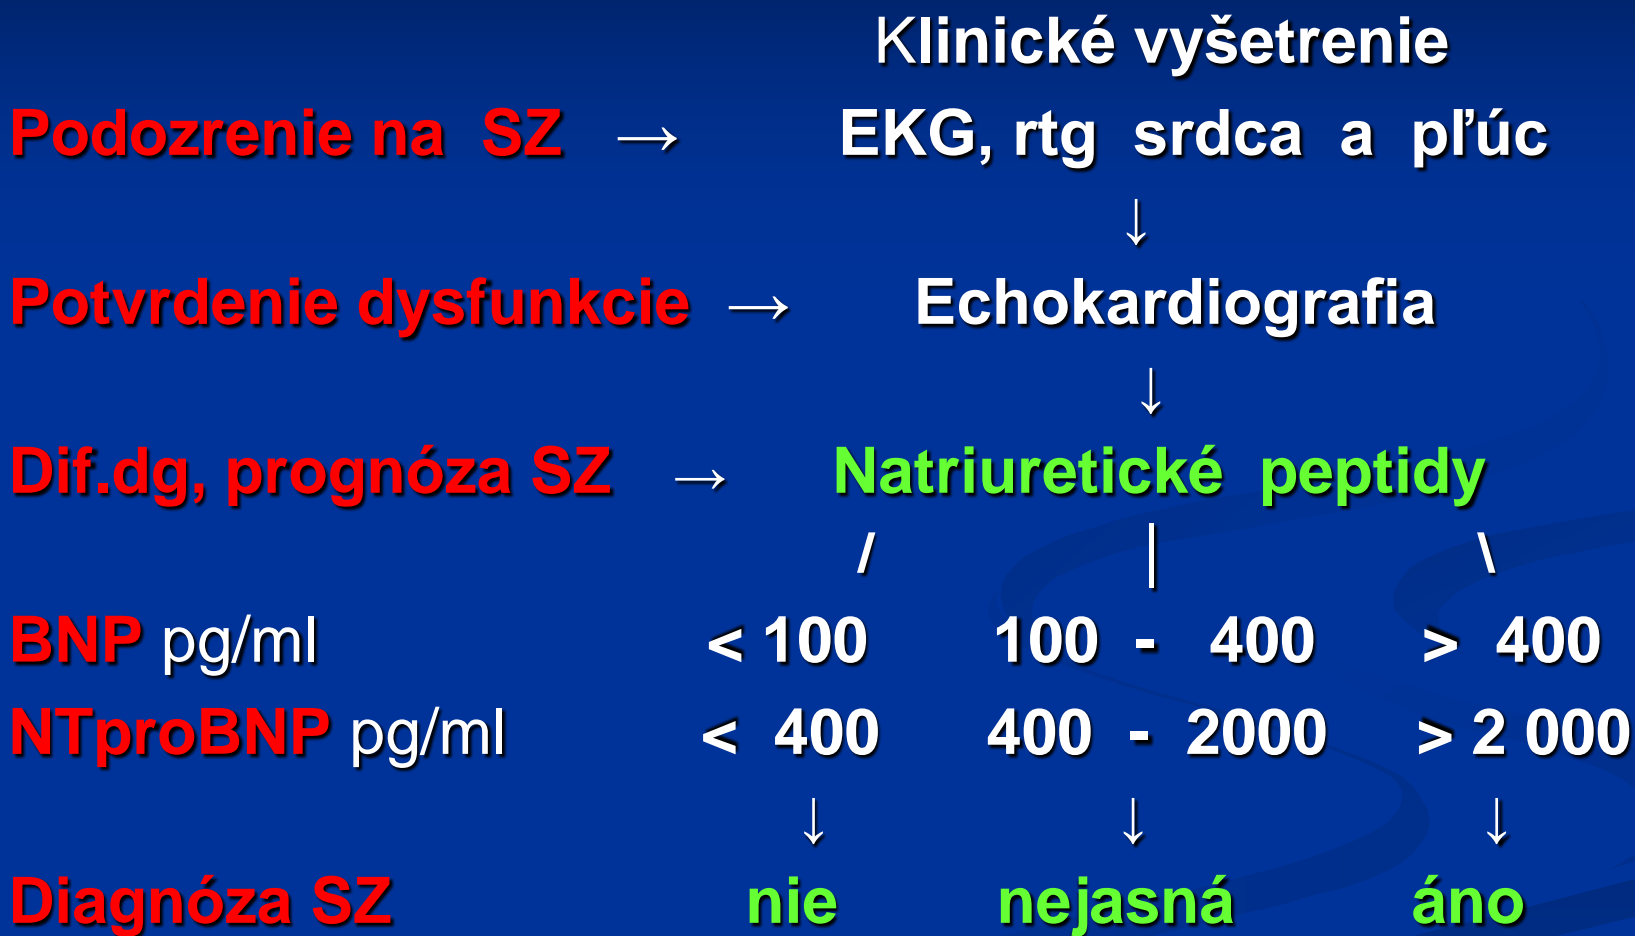 Klinické vyšetrenie
Podozrenie na SZ → EKG, rtg srdca a pľúc
↓
Potvrdenie dysfunkcie → Echokardiografia
↓
Dif.dg, prognóza SZ → Natriuretické peptidy
/ | \
BNP pg/ml < 100 100 - 400 > 400
NTproBNP pg/ml < 400 400 - 2000 > 2 000
↓ ↓ ↓
Diagnóza SZ nie nejasná áno